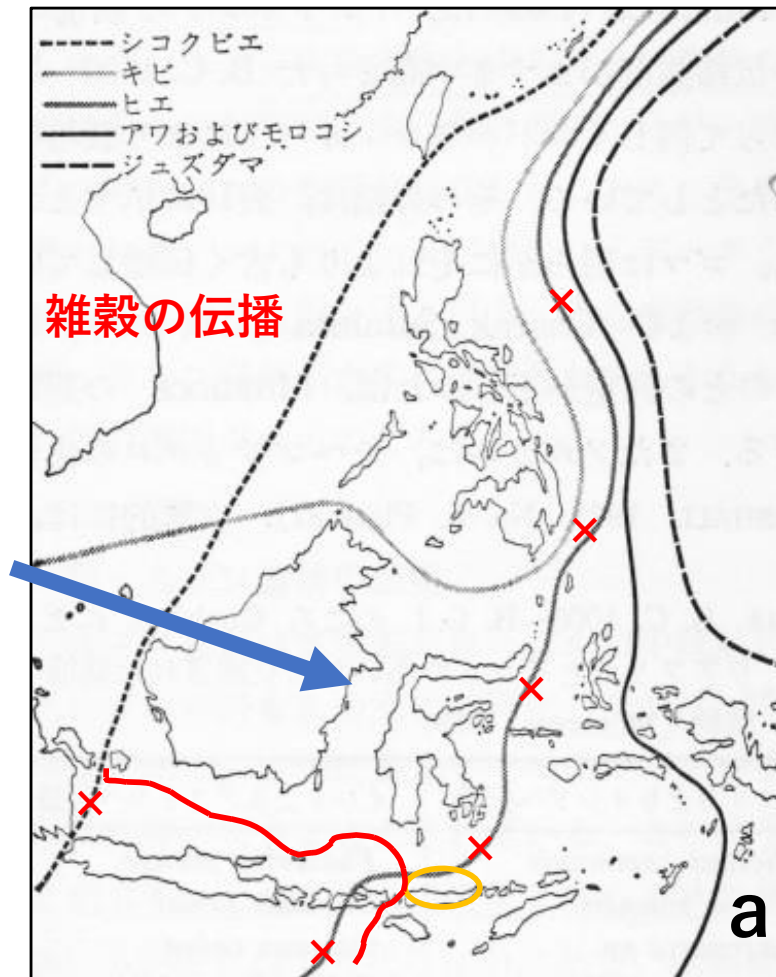 シコクビエ
キビ
ヒエ
アワおよびモロコシ
ジュズダマ
雑穀の伝播
a